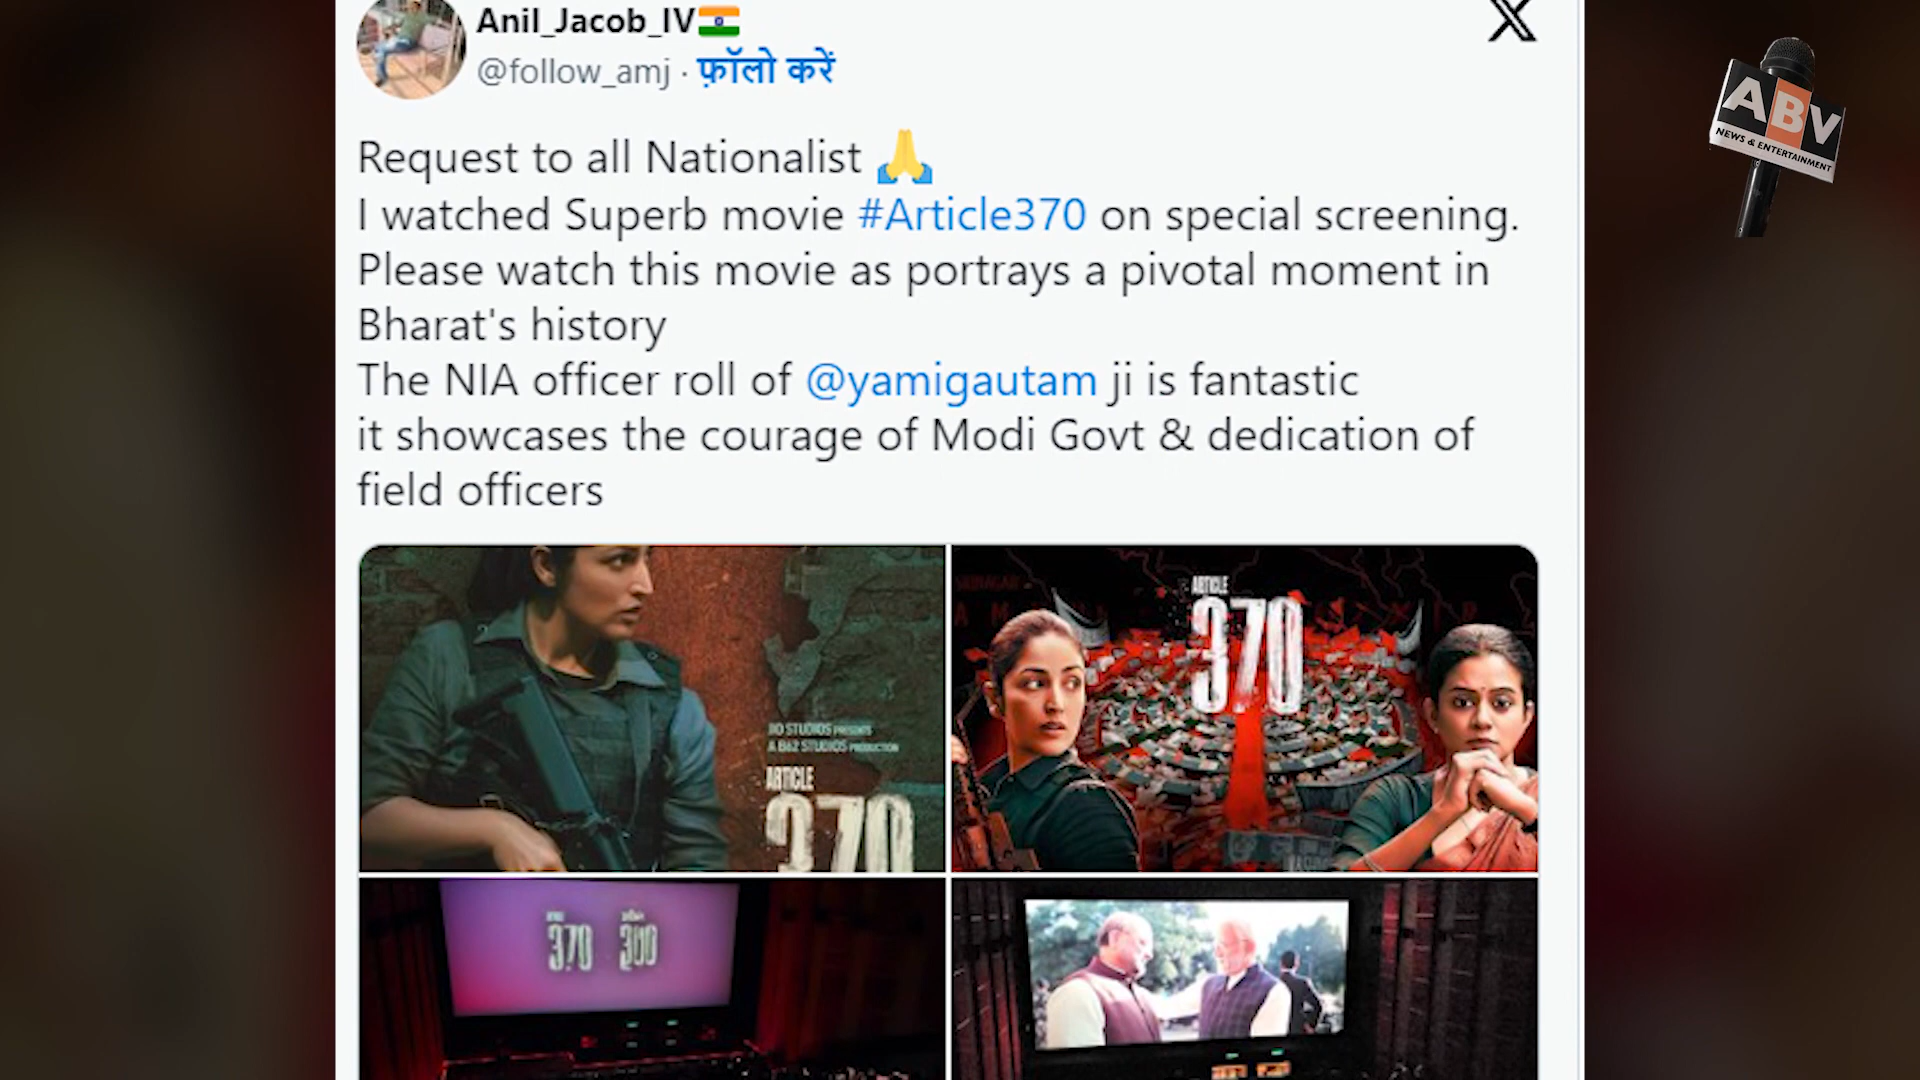 Anil_Jacob_IV🇮🇳
@follow_amj · फ़ॉलो करें
Request to all Nationalist 🙏
I watched Superb movie #Article370 on special screening.
Please watch this movie as portrays a pivotal moment in
Bharat's history
The NIA officer roll of @yamigautam ji is fantastic
it showcases the courage of Modi Govt & dedication of
field officers
ABV
NEWS & ENTERTAINMENT
JIO STUDIOS PRESENTS
A B62 STUDIOS PRODUCTION
ARTICLE
370
ARTICLE
370
370 300